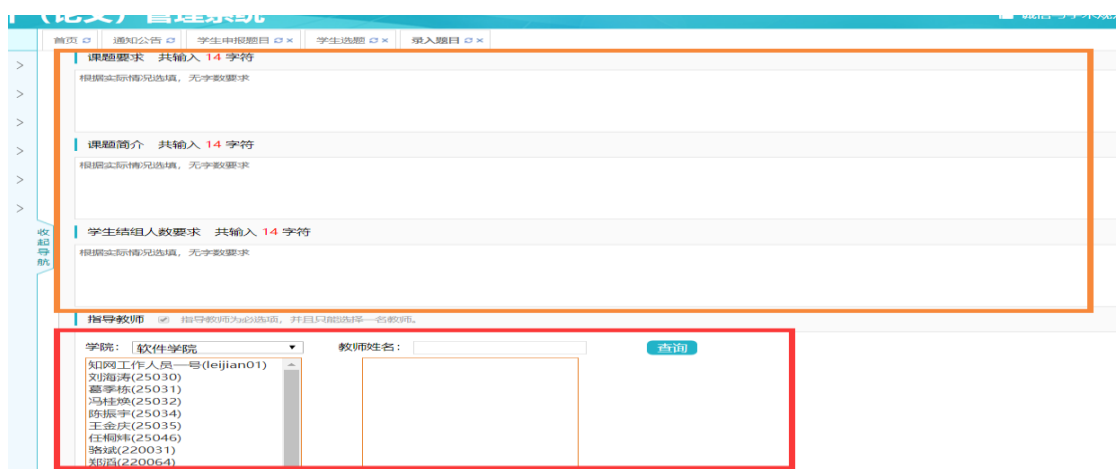 （论文）管理系统
首页 通知公告 学生申报题目 × 学生选题 × 录入题目 ×
课题要求 共输入 14 字符
根据实际情况选填，无字数要求
课题简介 共输入 14 字符
根据实际情况选填，无字数要求
学生结组人数要求 共输入 14 字符
根据实际情况选填，无字数要求
收起导航
指导教师 指导教师为必选项，并且只能选择一名教师。
学院： 软件学院 教师姓名： 查询
知网工作人员一号(leijian01)
刘海涛(25030)
葛季栋(25031)
冯桂焕(25032)
陈振宇(25034)
王金庆(25035)
任桐炜(25046)
骆斌(220031)
郑滔(220064)